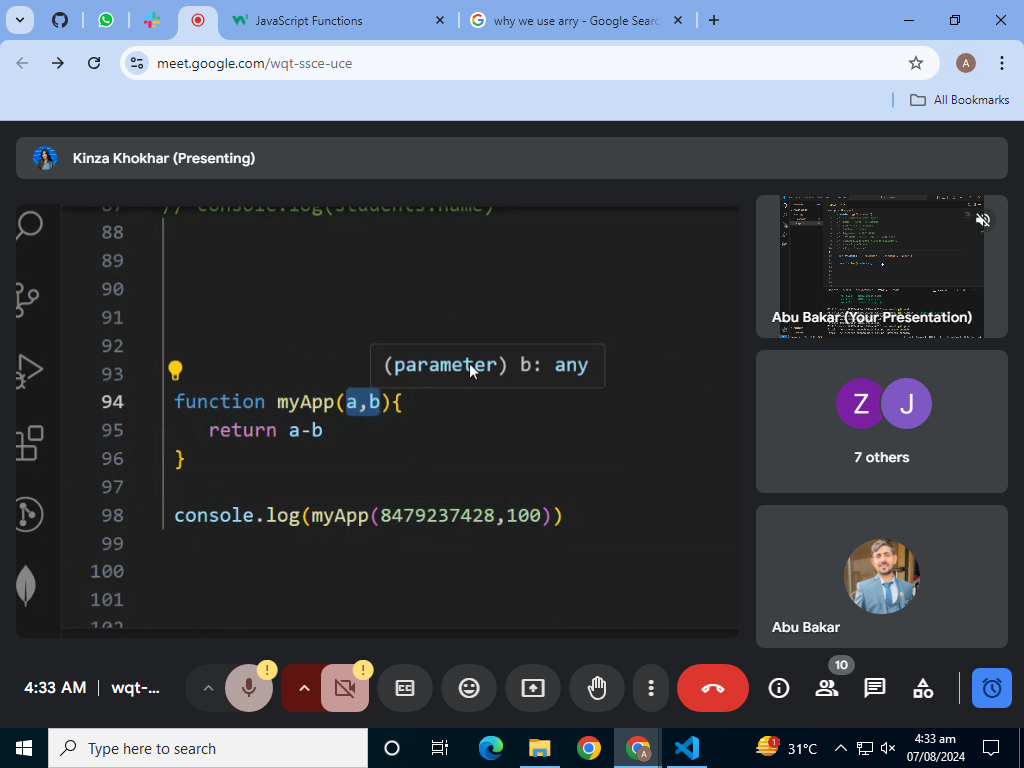 JavaScript Functions
why we use arry - Google Searc
meet.google.com/wqt-ssce-uce
A
All Bookmarks
Kinza Khokhar (Presenting)
87 // console.log(students.name)
88
89
90
91
92
93
(parameter) b: any
94 function myApp(a,b){
95 return a-b
96 }
97
98 console.log(myApp(8479237428,100))
99
100
101
102
Abu Bakar (Your Presentation)
Z J
7 others
Abu Bakar
4:33 AM | wqt-...
!
!
CC
10
Type here to search
A
1
31°C
4:33 am
07/08/2024